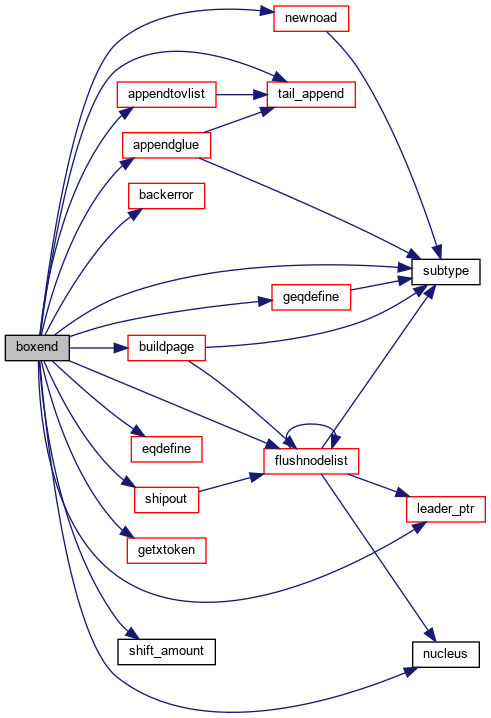 newnoad
appendtovlist
tail_append
appendglue
backerror
subtype
geqdefine
boxend
buildpage
eqdefine
flushnodelist
shipout
leader_ptr
getxtoken
shift_amount
nucleus